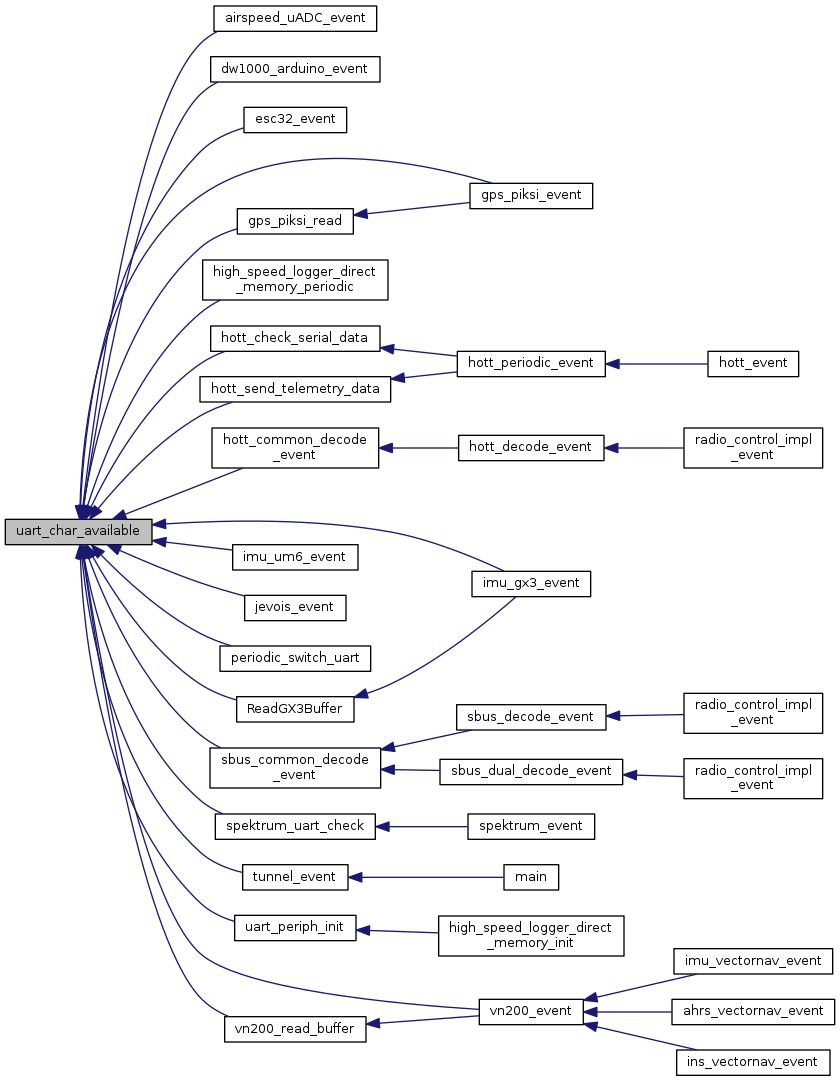 airspeed_uADC_event
dw1000_arduino_event
esc32_event
gps_piksi_event
gps_piksi_read
high_speed_logger_direct
_memory_periodic
hott_check_serial_data
hott_periodic_event
hott_event
hott_send_telemetry_data
hott_common_decode
_event
hott_decode_event
radio_control_impl
_event
uart_char_available
imu_um6_event
imu_gx3_event
jevois_event
periodic_switch_uart
ReadGX3Buffer
sbus_decode_event
radio_control_impl
_event
sbus_common_decode
_event
sbus_dual_decode_event
radio_control_impl
_event
spektrum_uart_check
spektrum_event
tunnel_event
main
uart_periph_init
high_speed_logger_direct
_memory_init
imu_vectornav_event
vn200_event
ahrs_vectornav_event
vn200_read_buffer
ins_vectornav_event